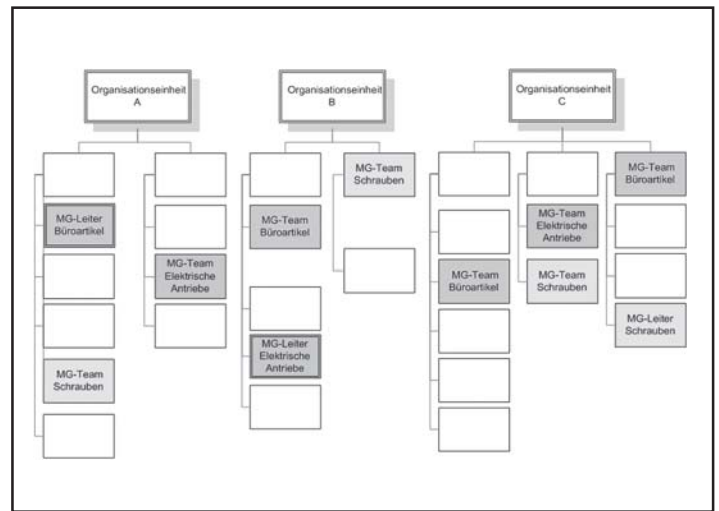 Organisationseinheit
A
MG-Leiter
Büroartikel
MG-Team
Schrauben
MG-Team
Elektrische
Antriebe
Organisationseinheit
B
MG-Team
Büroartikel
MG-Leiter
Elektrische
Antriebe
MG-Team
Schrauben
Organisationseinheit
C
MG-Team
Büroartikel
MG-Team
Elektrische
Antriebe
MG-Team
Schrauben
MG-Team
Büroartikel
MG-Leiter
Schrauben